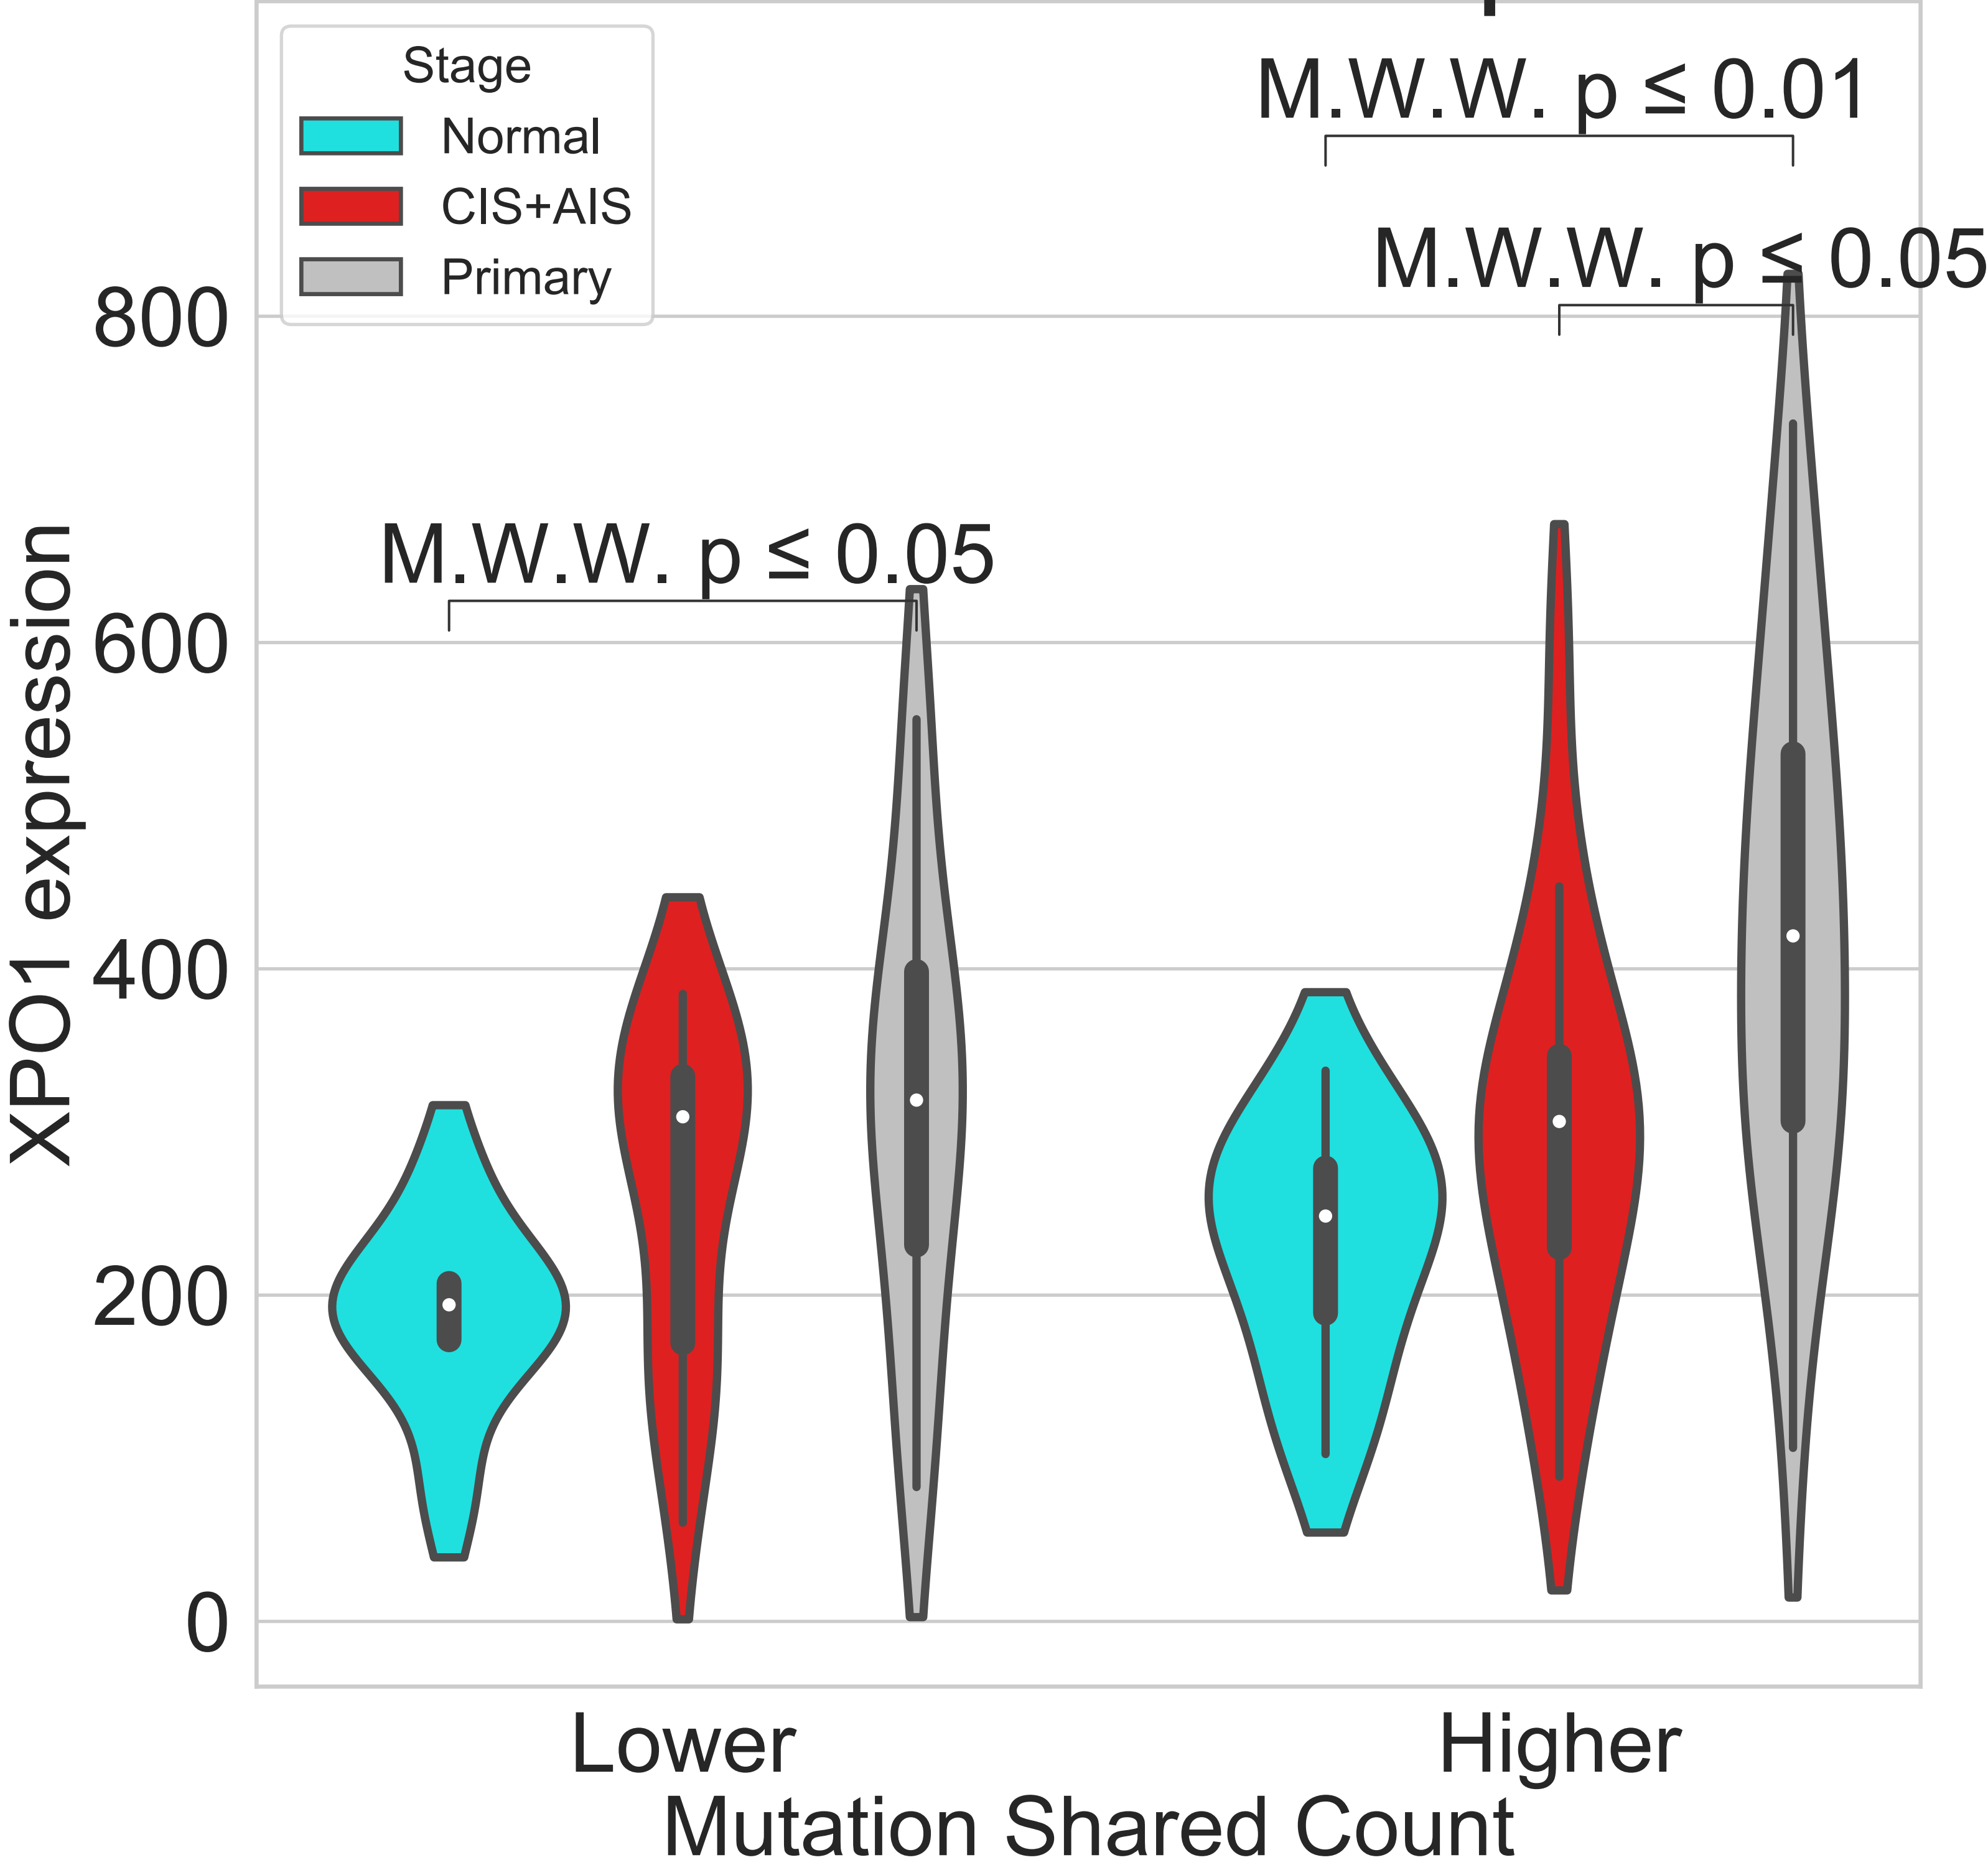 Stage
Normal
CIS+AIS
Primary
M.W.W. p ≤ 0.01
M.W.W. p ≤ 0.05
M.W.W. p ≤ 0.05
XPO1 expression
800
600
400
200
0
Lower
Higher
Mutation Shared Count